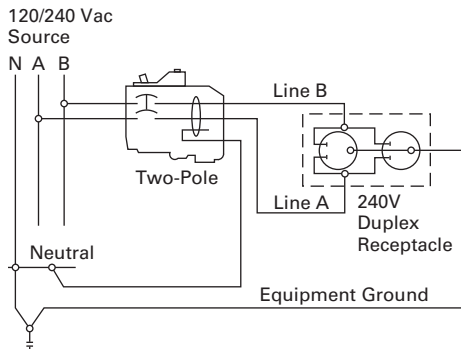 120/240 Vac
Source
N A B
Line B
Two-Pole
Line A
240V
Duplex
Receptacle
Neutral
Equipment Ground